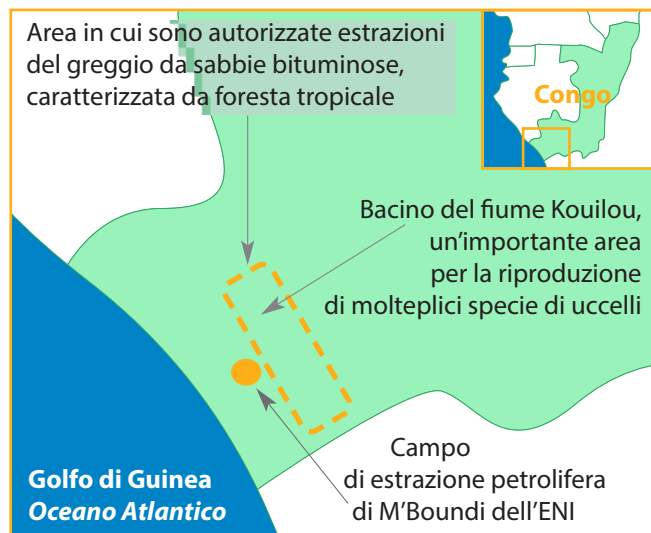 Area in cui sono autorizzate estrazioni
del greggio da sabbie bituminose,
caratterizzata da foresta tropicale
Congo
Bacino del fiume Kouilou,
un'importante area
per la riproduzione
di molteplici specie di uccelli
Campo
di estrazione petrolifera
di M'Boundi dell'ENI
Golfo di Guinea
Oceano Atlantico